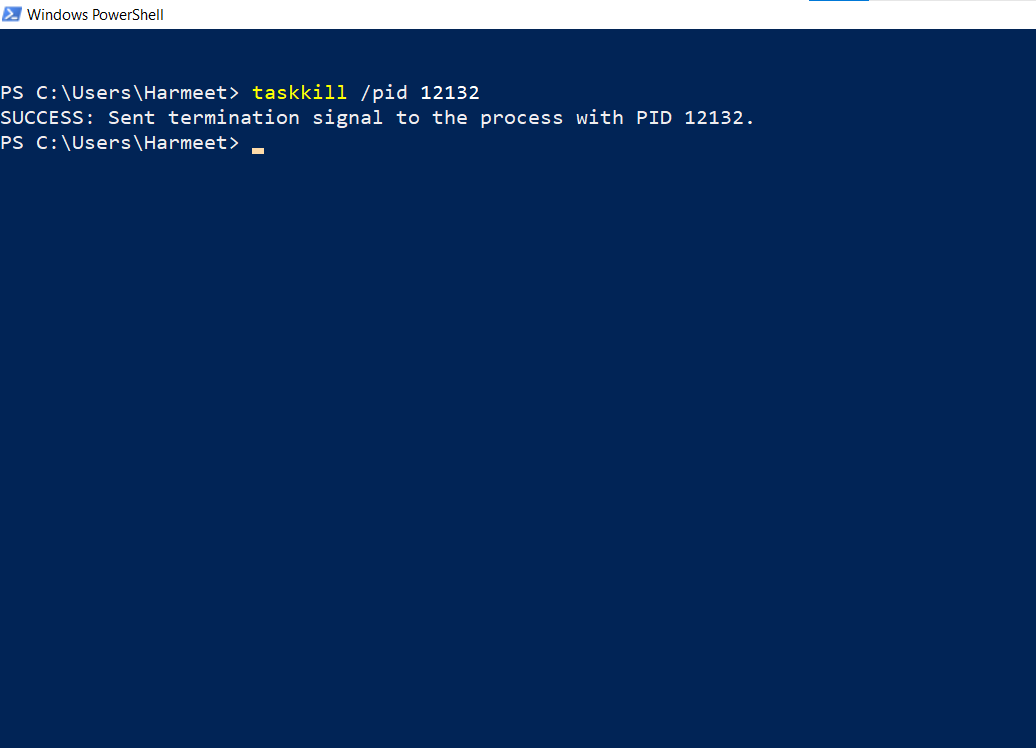 Windows PowerShell
PS C:\Users\Harmeet> taskkill /pid 12132
SUCCESS: Sent termination signal to the process with PID 12132.
PS C:\Users\Harmeet>